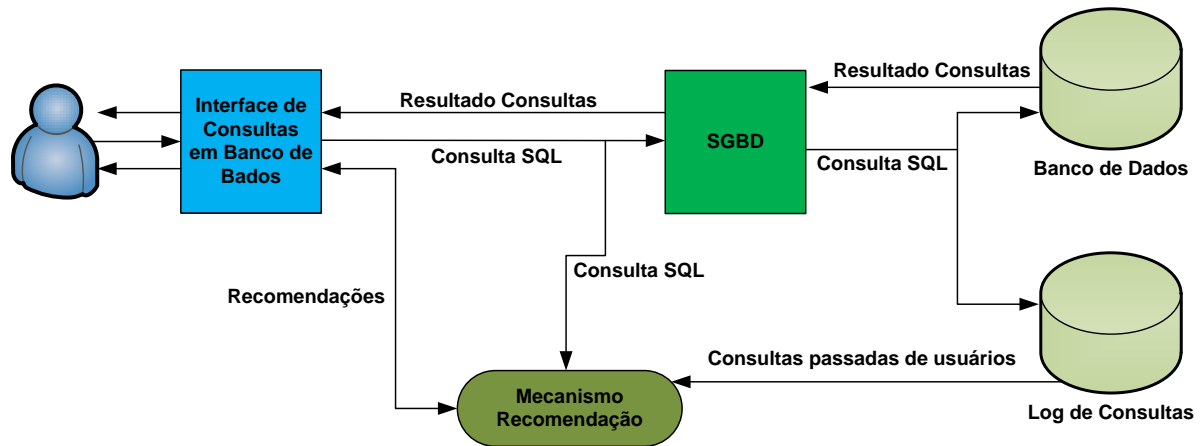 Interface de
Consultas
em Banco de
Bados
Resultado Consultas
Consulta SQL
SGBD
Resultado Consultas
Consulta SQL
Banco de Dados
Consulta SQL
Recomendações
Consultas passadas de usuários
Mecanismo
Recomendação
Log de Consultas